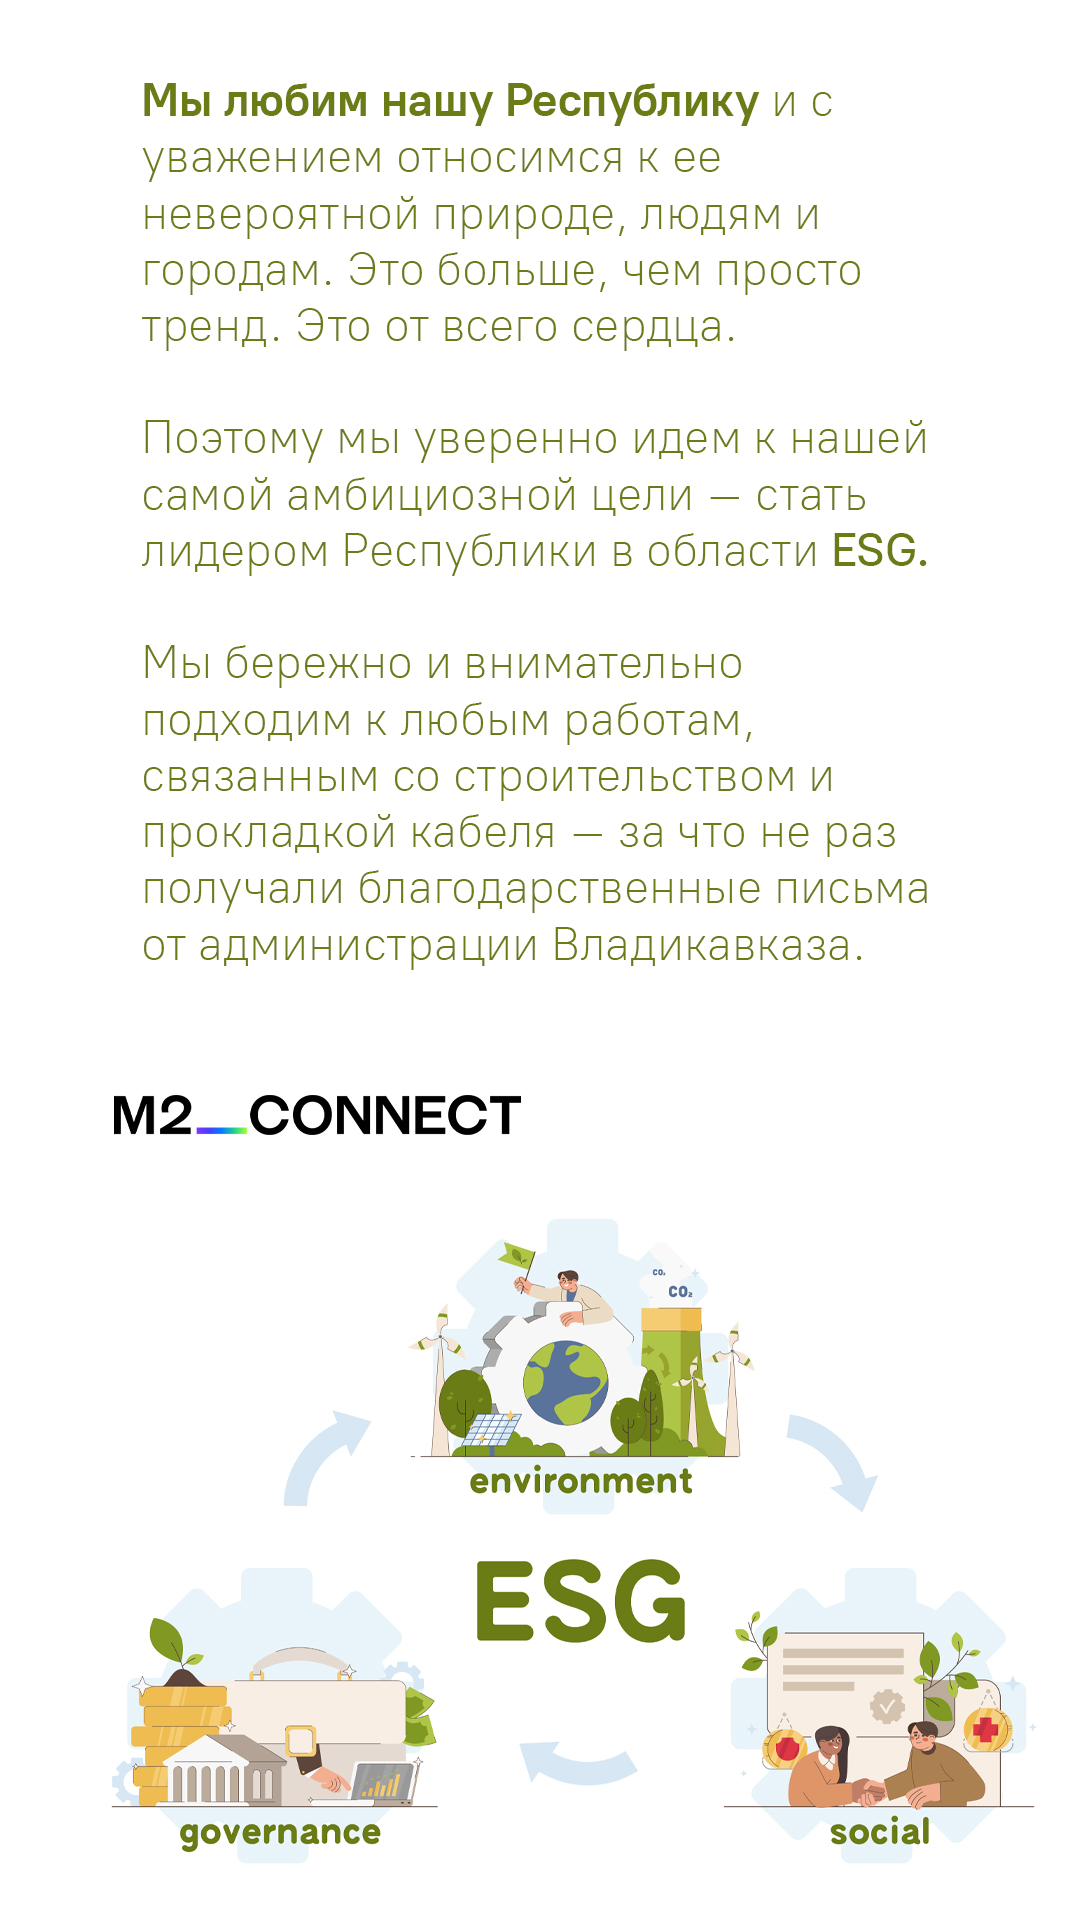 Мы любим нашу Республику и с
уважением относимся к ее
невероятной природе, людям и
городам. Это больше, чем просто
тренд. Это от всего сердца.
Поэтому мы уверенно идем к нашей
самой амбициозной цели — стать
лидером Республики в области ESG.
Мы бережно и внимательно
подходим к любым работам,
связанным со строительством и
прокладкой кабеля — за что не раз
получали благодарственные письма
от администрации Владикавказа.
M2_CONNECT
CO₂
CO₂
environment
ESG
governance
social